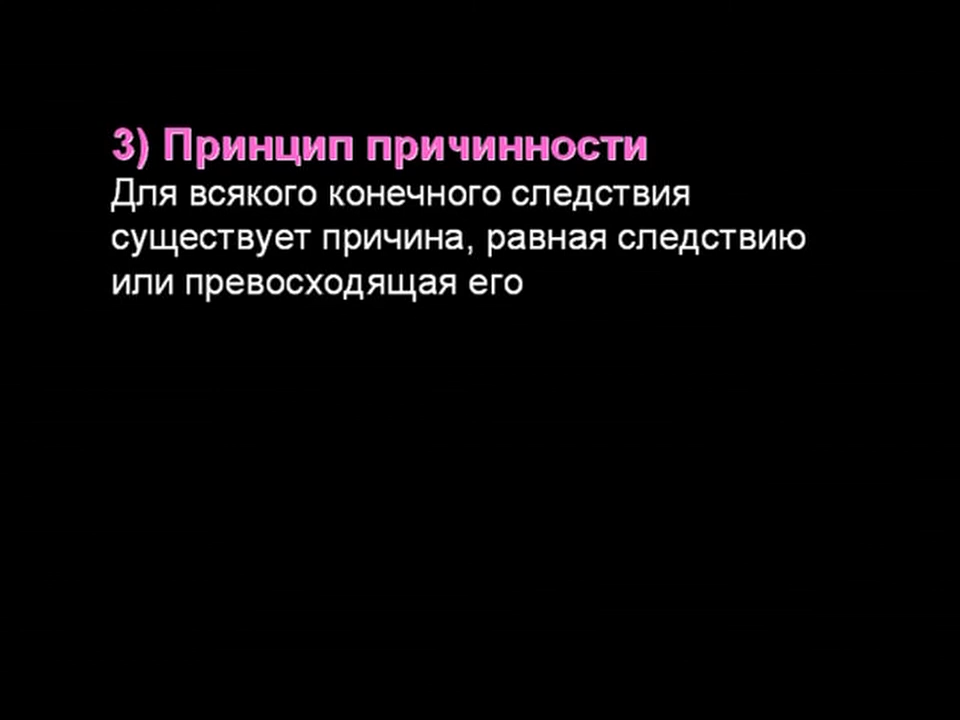 3) Принцип причинности
Для всякого конечного следствия
существует причина, равная следствию
или превосходящая его